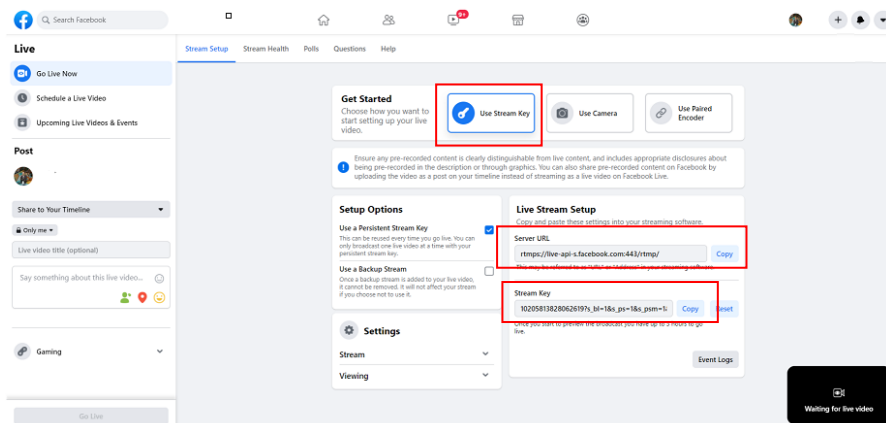 Search Facebook
9+
Live
Go Live Now
Schedule a Live Video
Upcoming Live Videos & Events
Post
Share to Your Timeline
Only me
Live video title (optional)
Say something about this live video...
Gaming
Go Live
Stream Setup Stream Health Polls Questions Help
Get Started
Choose how you want to
start setting up your live
video.
Use Stream Key
Use Camera
Use Paired
Encoder
Ensure any pre-recorded content is clearly distinguishable from live content, and includes appropriate disclosures about
being pre-recorded in the description or through graphics. You can also share pre-recorded content on Facebook by
uploading the video as a post on your timeline instead of streaming as a live video on Facebook Live.
Setup Options
Use a Persistent Stream Key
This can be reused every time you go live. You can
only broadcast one live video at a time with your
persistent stream key.
Use a Backup Stream
Once a backup stream is added to your live video,
it cannot be removed. It will not affect your stream
if you choose not to use it.
Settings
Stream
Viewing
Live Stream Setup
Copy and paste these settings into your streaming software.
Server URL
rtmps://live-api-s.facebook.com:443/rtmp/
Copy
This may be referred to as "URL" or "Address" in your streaming software.
Stream Key
10205813828062619?s_bl=1&s_ps=1&s_psm=1&
Copy
Reset
Once you start to preview the broadcast you have up to 5 hours to go
live.
Event Logs
Waiting for live video